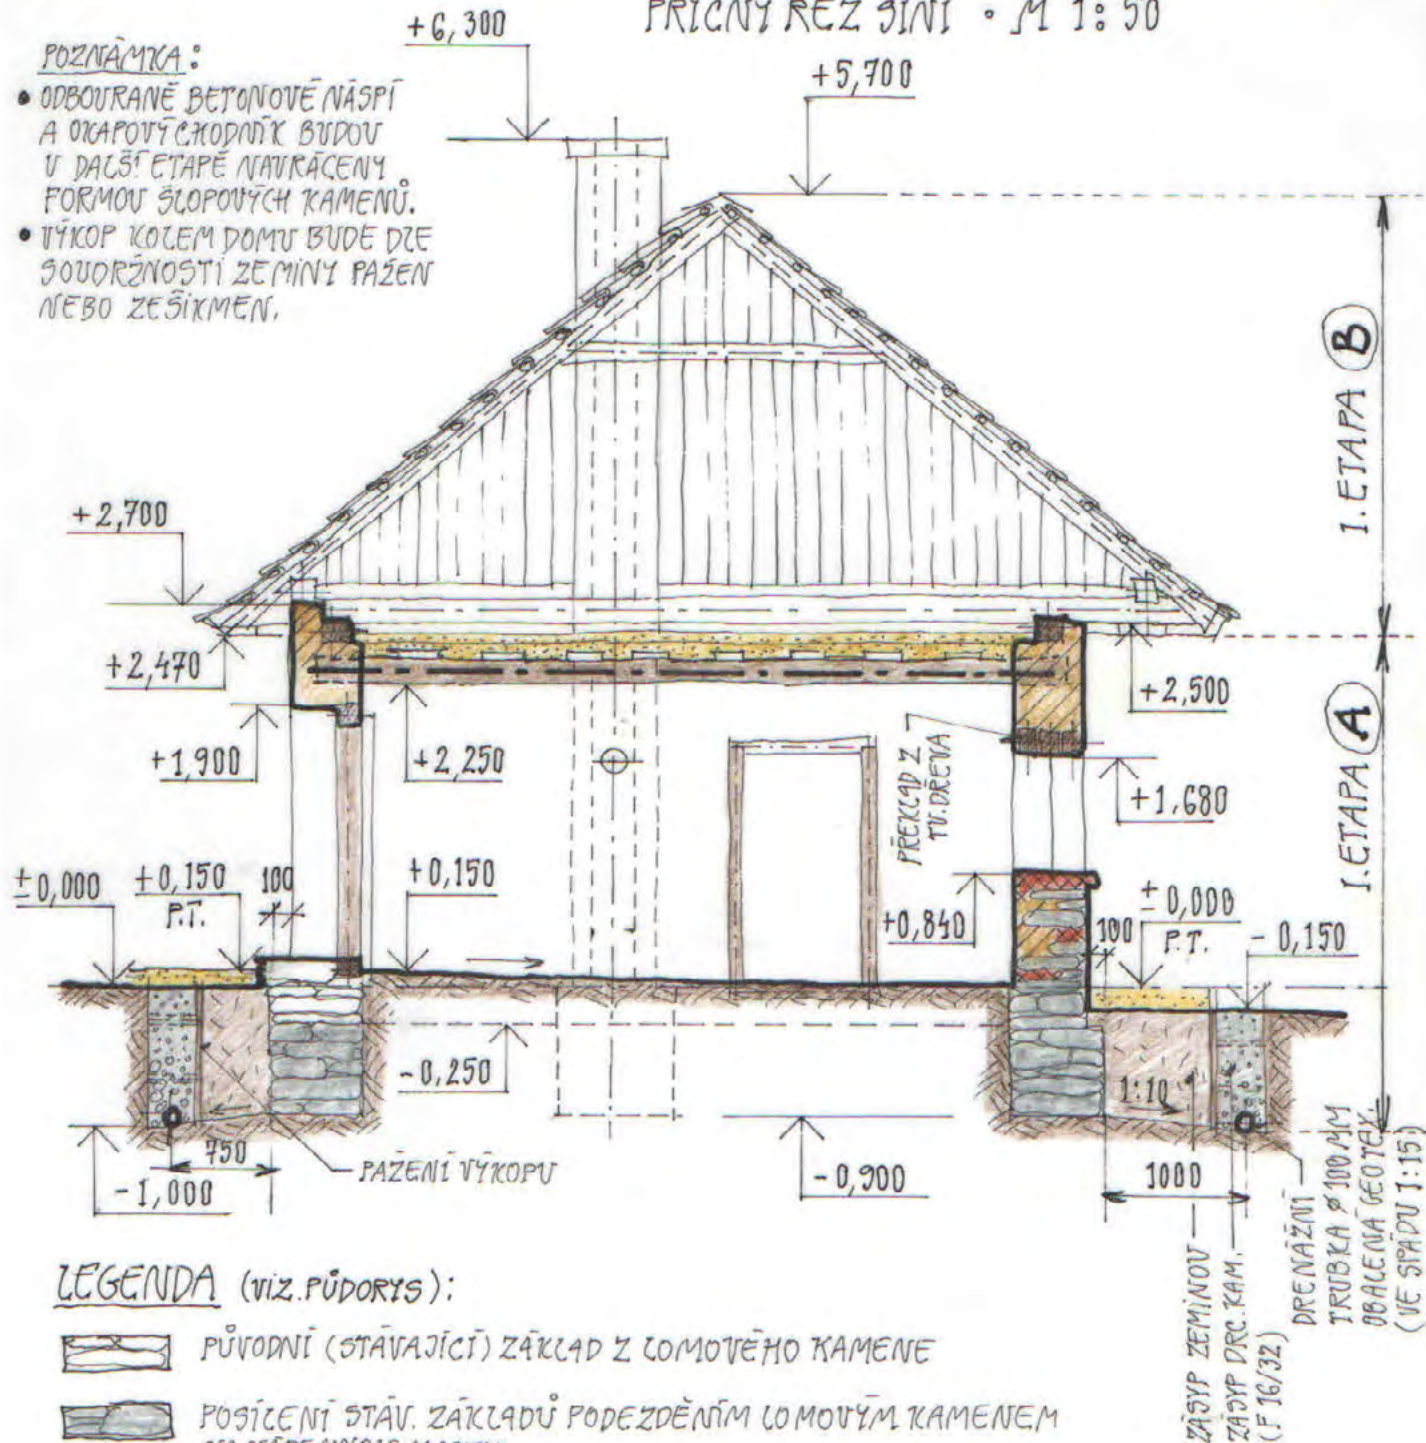 PŘÍČNÝ ŘEZ SÍNÍ • M 1:50
POZNÁMKA:
• ODBOURANÉ BETONOVÉ NÁSPÍ
A OKAPOVÝ CHODNÍK BUDOU
V DALŠÍ ETAPĚ NAVRÁCENY
FORMOU ŠLOPOVÝCH KAMENŮ.
• VÝKOP KOLEM DOMU BUDE DLE
SOUDRŽNOSTI ZEMINY PAŽEN
NEBO ZEŠIKMEN.
+6,300
+5,700
I.ETAPA B
+2,700
+2,470
+2,500
+1,900
+2,250
PŘEKLAD Z
TV.DŘEVA
+1,680
I.ETAPA A
±0,000
+0,150
P.T.
100
+0,150
+0,840
100
±0,000
P.T.
-0,150
-0,250
1:10
750
-1,000
PAŽENÍ VÝKOPU
-0,900
1000
ZÁSYP ZEMINOU
ZÁSYP DRC.KAM.
(F 16/32)
DRENÁŽNÍ
TRUBKA Ø 100 MM
OBALENÁ GEOTEX.
(VE SPÁDU 1:15)
LEGENDA (VIZ.PŮDORYS):
PŮVODNÍ (STÁVAJÍCÍ) ZÁKLAD Z LOMOVÉHO KAMENE
POSÍLENÍ STÁV. ZÁKLADŮ PODEZDĚNÍM LOMOVÝM KAMENEM